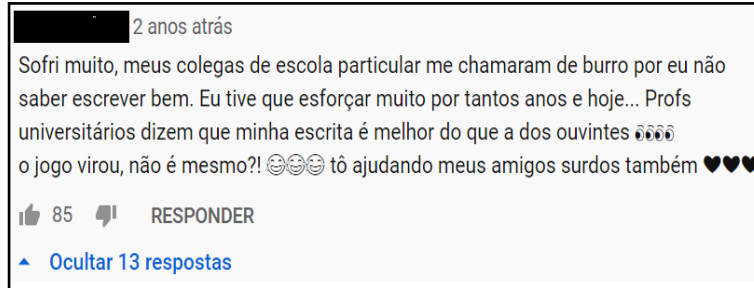 2 anos atrás
Sofri muito, meus colegas de escola particular me chamaram de burro por eu não
saber escrever bem. Eu tive que esforçar muito por tantos anos e hoje... Profs
universitários dizem que minha escrita é melhor do que a dos ouvintes 👀👀
o jogo virou, não é mesmo?! 😂😂😂 tô ajudando meus amigos surdos também ♥♥♥
85 RESPONDER
Ocultar 13 respostas